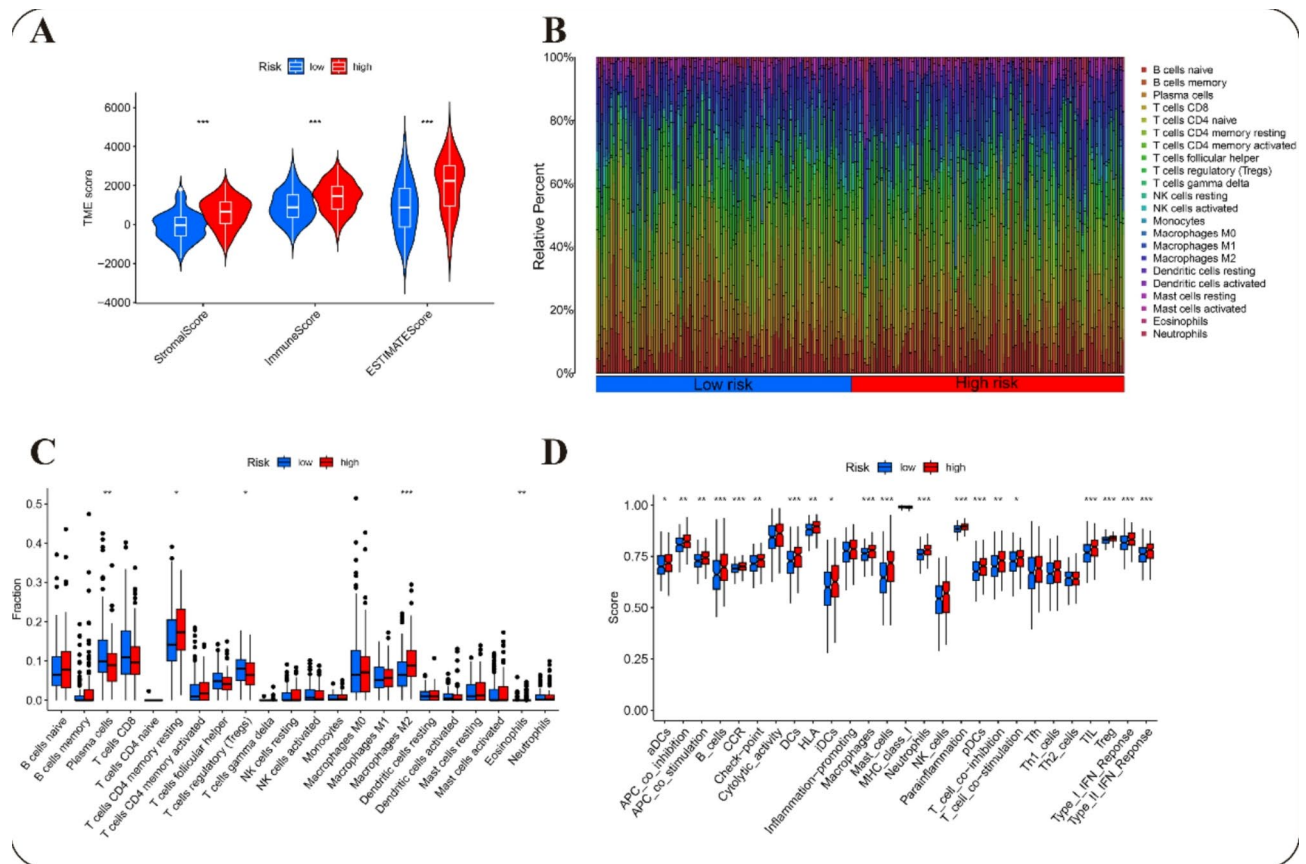 A
Risk low high
TME score
6000
4000
2000
0
−2000
−4000
StromalScore
ImmuneScore
ESTIMATEScore
*** *** ***
B
Relative Percent
100%
80%
60%
40%
20%
0%
Low risk
High risk
B cells naive
B cells memory
Plasma cells
T cells CD8
T cells CD4 naive
T cells CD4 memory resting
T cells CD4 memory activated
T cells follicular helper
T cells regulatory (Tregs)
T cells gamma delta
NK cells resting
NK cells activated
Monocytes
Macrophages M0
Macrophages M1
Macrophages M2
Dendritic cells resting
Dendritic cells activated
Mast cells resting
Mast cells activated
Eosinophils
Neutrophils
C
Risk low high
Fraction
0.5
0.4
0.3
0.2
0.1
0.0
** * * *** **
B cells naive
B cells memory
Plasma cells
T cells CD8
T cells CD4 naive
T cells CD4 memory resting
T cells CD4 memory activated
T cells follicular helper
T cells regulatory (Tregs)
T cells gamma delta
NK cells resting
NK cells activated
Monocytes
Macrophages M0
Macrophages M1
Macrophages M2
Dendritic cells resting
Dendritic cells activated
Mast cells resting
Mast cells activated
Eosinophils
Neutrophils
D
Risk low high
Score
1.00
0.75
0.50
0.25
0.00
aDCs
APC_co_inhibition
APC_co_stimulation
B_cells
CCR
Check−point
Cytolytic_activity
DCs
HLA
iDCs
Inflammation−promoting
Macrophages
Mast_cells
MHC_class_I
Neutrophils
NK_cells
Parainflammation
pDCs
T_cell_co−inhibition
T_cell_co−stimulation
Tfh
Th1_cells
Th2_cells
TIL
Treg
Type_I_IFN_Reponse
Type_II_IFN_Reponse